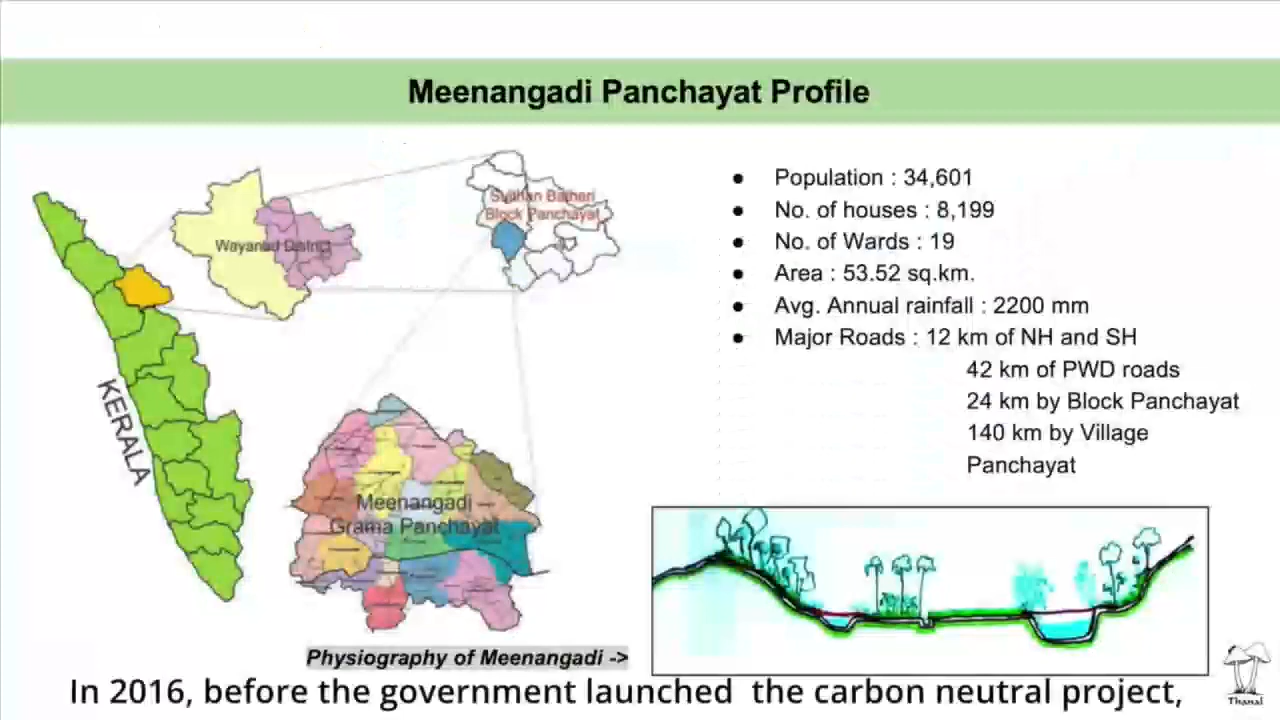 Meenangadi Panchayat Profile
Wayanad District
Sulthan Batheri
Block Panchayat
KERALA
Meenangadi
Grama Panchayat
Physiography of Meenangadi ->
• Population : 34,601
• No. of houses : 8,199
• No. of Wards : 19
• Area : 53.52 sq.km.
• Avg. Annual rainfall : 2200 mm
• Major Roads : 12 km of NH and SH
42 km of PWD roads
24 km by Block Panchayat
140 km by Village
Panchayat
Thanal
In 2016, before the government launched the carbon neutral project,